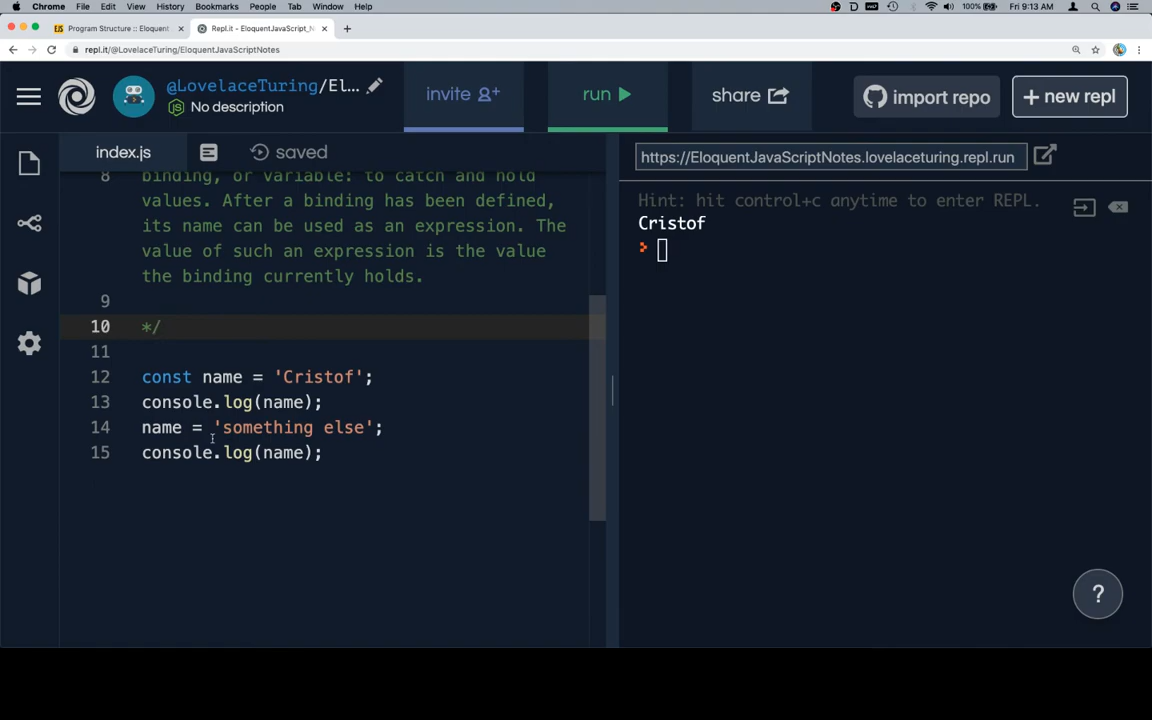 Chrome File Edit View History Bookmarks People Tab Window Help 100% Fri 9:13 AM
Program Structure :: Eloquent × Repl.it - EloquentJavaScript_N × +
repl.it/@LovelaceTuring/EloquentJavaScriptNotes
@LovelaceTuring/El...
No description
invite
run
share
import repo
+ new repl
index.js
saved
https://EloquentJavaScriptNotes.lovelaceturing.repl.run
8 binding, or variable: to catch and hold
values. After a binding has been defined,
its name can be used as an expression. The
value of such an expression is the value
the binding currently holds.
9
10 */
11
12 const name = 'Cristof';
13 console.log(name);
14 name = 'something else';
15 console.log(name);
Hint: hit control+c anytime to enter REPL.
Cristof
>
?